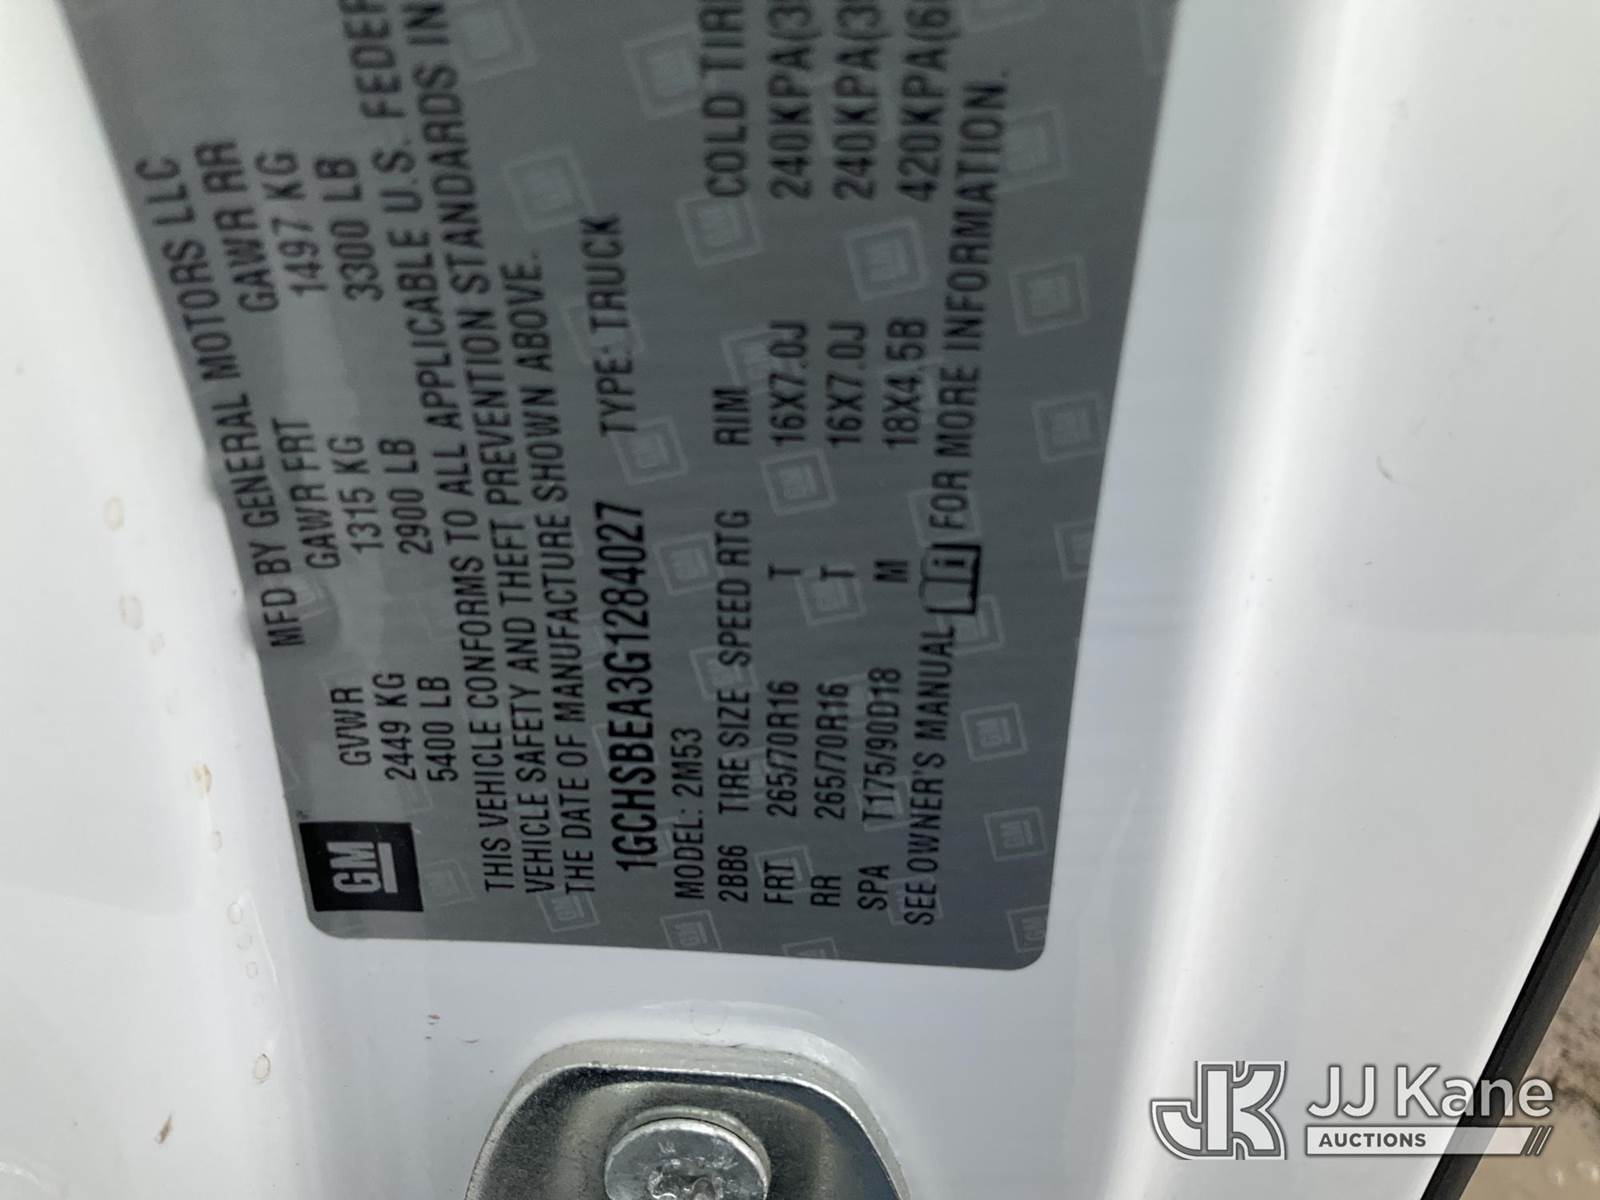 MFD BY GENERAL MOTORS LLC
GM
GVWR GAWR FRT GAWR RR
2449 KG 1315 KG 1497 KG
5400 LB 2900 LB 3300 LB
THIS VEHICLE CONFORMS TO ALL APPLICABLE U.S. FEDER
VEHICLE SAFETY AND THEFT PREVENTION STANDARDS IN
THE DATE OF MANUFACTURE SHOWN ABOVE.
1GCHSBEA3G1284027 TYPE: TRUCK
MODEL: 2M53
2BB6 TIRE SIZE SPEED RTG RIM COLD TIR
FRT 265/70R16 T 16X7.0J 240KPA(3
RR 265/70R16 T 16X7.0J 240KPA(3
SPA T175/90D18 M 18X4.5B 420KPA(6
SEE OWNER'S MANUAL i FOR MORE INFORMATION.
JK JJ Kane
AUCTIONS